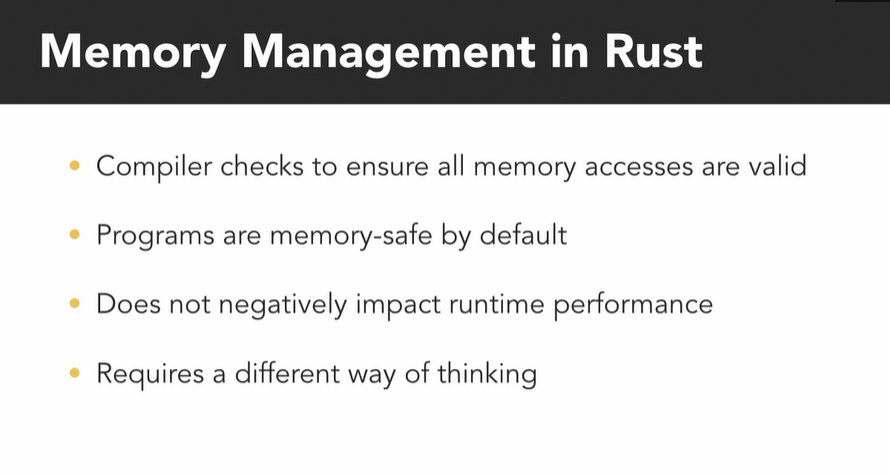 Memory Management in Rust
• Compiler checks to ensure all memory accesses are valid
• Programs are memory-safe by default
• Does not negatively impact runtime performance
• Requires a different way of thinking